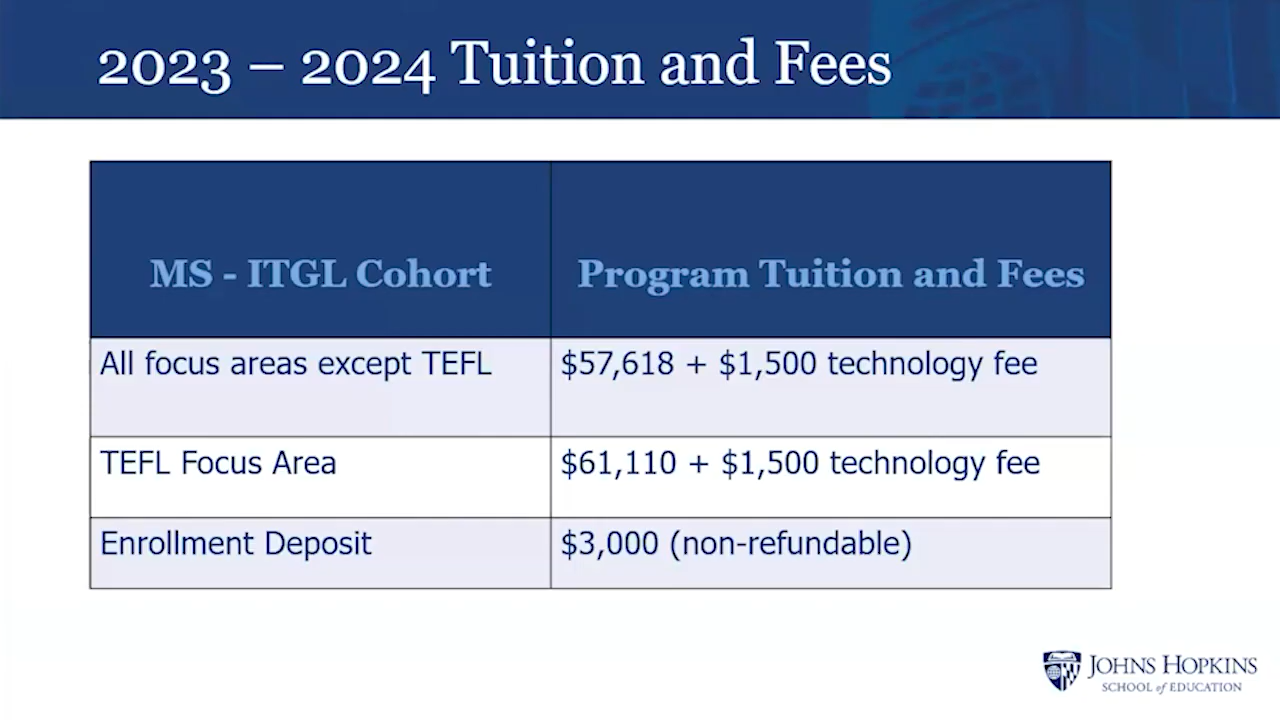 2023 – 2024 Tuition and Fees
MS - ITGL Cohort
Program Tuition and Fees
All focus areas except TEFL
$57,618 + $1,500 technology fee
TEFL Focus Area
$61,110 + $1,500 technology fee
Enrollment Deposit
$3,000 (non-refundable)
JOHNS HOPKINS
SCHOOL of EDUCATION